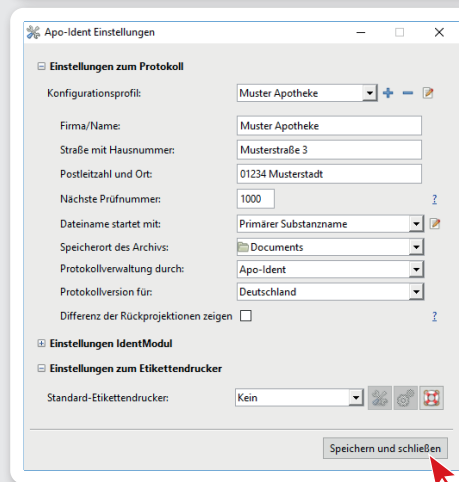 Apo-Ident Einstellungen
Einstellungen zum Protokoll
Konfigurationsprofil: Muster Apotheke
Firma/Name: Muster Apotheke
Straße mit Hausnummer: Musterstraße 3
Postleitzahl und Ort: 01234 Musterstadt
Nächste Prüfnummer: 1000 ?
Dateiname startet mit: Primärer Substanzname
Speicherort des Archivs: Documents
Protokollverwaltung durch: Apo-Ident
Protokollversion für: Deutschland
Differenz der Rückprojektionen zeigen ?
Einstellungen IdentModul
Einstellungen zum Etikettendrucker
Standard-Etikettendrucker: Kein
Speichern und schließen